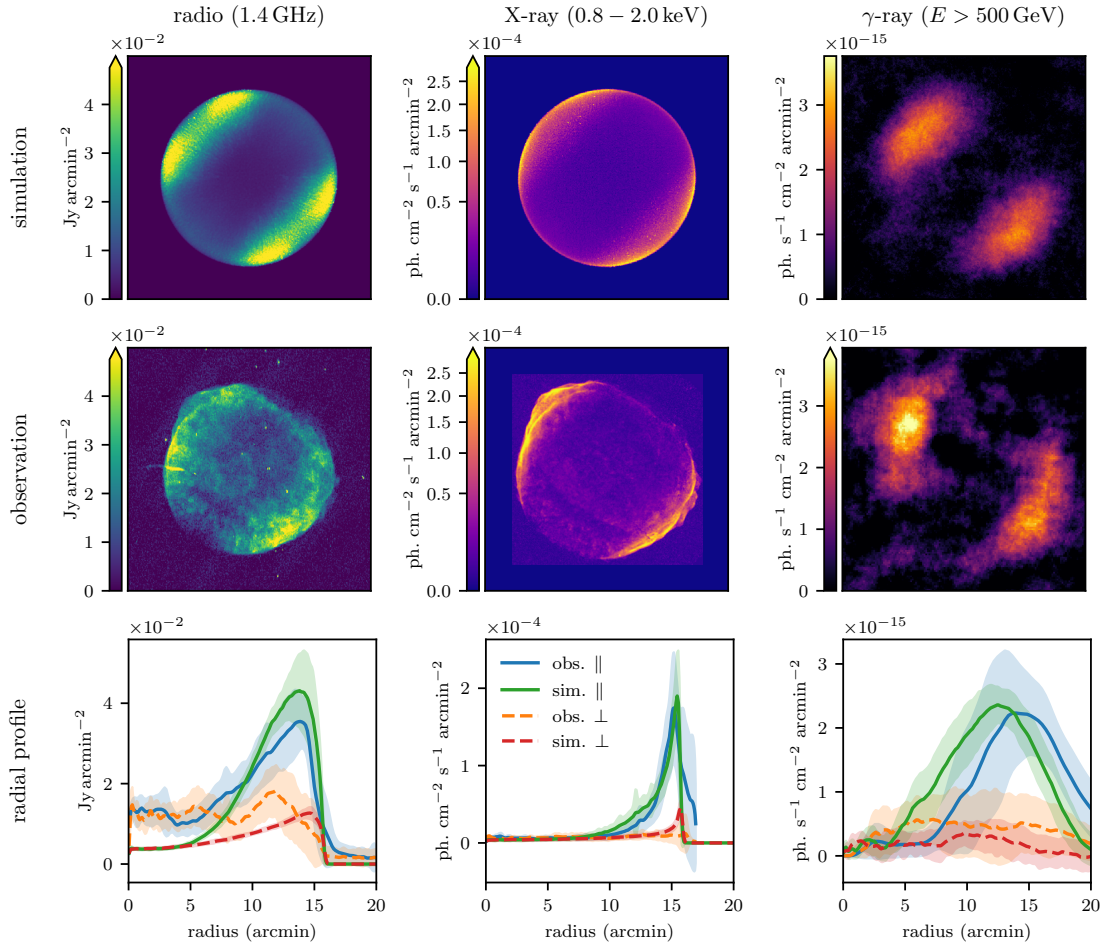 radio (1.4 GHz)
X-ray (0.8 − 2.0 keV)
γ-ray (E > 500 GeV)
simulation
×10⁻²
4
3
2
1
0
Jy arcmin⁻²
×10⁻⁴
2.5
2.0
1.5
1.0
0.5
0.0
ph. cm⁻² s⁻¹ arcmin⁻²
×10⁻¹⁵
3
2
1
0
ph. s⁻¹ cm⁻² arcmin⁻²
observation
×10⁻²
4
3
2
1
0
Jy arcmin⁻²
×10⁻⁴
2.5
2.0
1.5
1.0
0.5
0.0
ph. cm⁻² s⁻¹ arcmin⁻²
×10⁻¹⁵
3
2
1
0
ph. s⁻¹ cm⁻² arcmin⁻²
radial profile
×10⁻²
4
2
0
Jy arcmin⁻²
0 5 10 15 20
radius (arcmin)
×10⁻⁴
2
1
0
ph. cm⁻² s⁻¹ arcmin⁻²
obs. ∥
sim. ∥
obs. ⊥
sim. ⊥
0 5 10 15 20
radius (arcmin)
×10⁻¹⁵
3
2
1
0
ph. s⁻¹ cm⁻² arcmin⁻²
0 5 10 15 20
radius (arcmin)